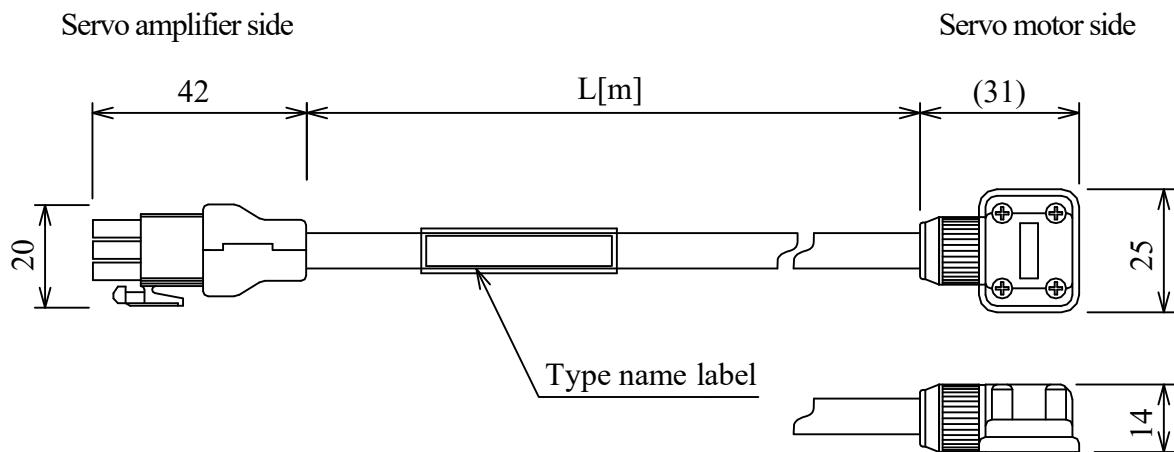 Servo amplifier side
Servo motor side
42
L[m]
(31)
20
25
Type name label
14